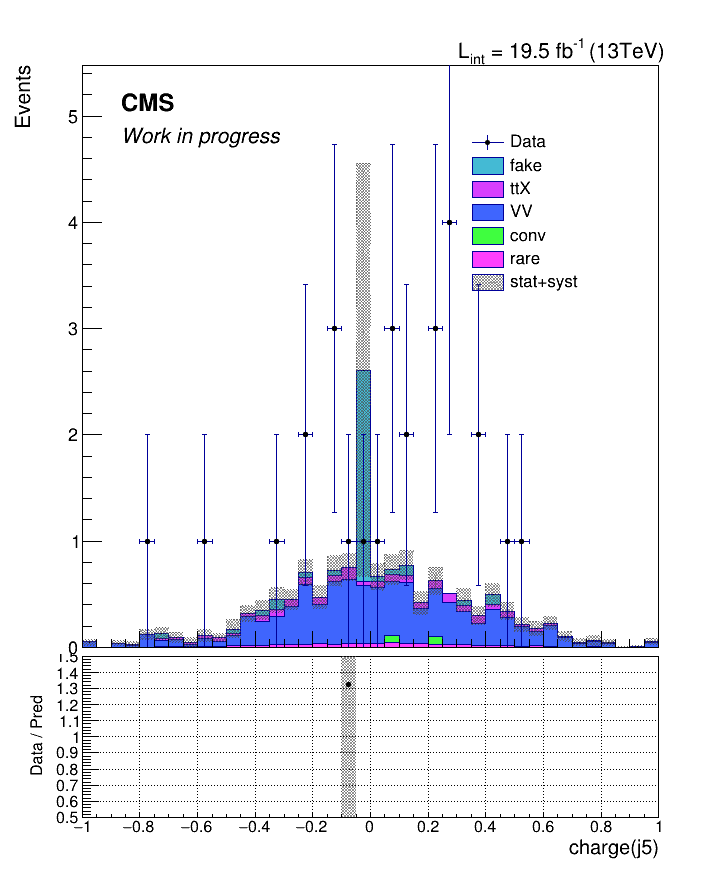 L_int = 19.5 fb^-1 (13TeV)
Events
CMS
Work in progress
Data
fake
ttX
VV
conv
rare
stat+syst
5
4
3
2
1
0
Data / Pred
1.5
1.4
1.3
1.2
1.1
1
0.9
0.8
0.7
0.6
0.5
−1 −0.8 −0.6 −0.4 −0.2 0 0.2 0.4 0.6 0.8 1
charge(j5)